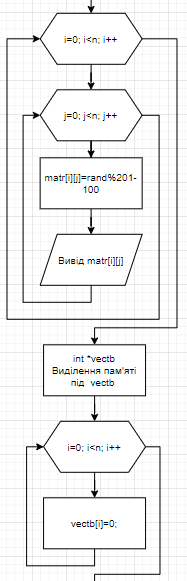 i=0; i<n; i++
j=0; j<n; j++
matr[i][j]=rand%201-
100
Вивід matr[i][j]
int *vectb
Виділення пам'яті
під vectb
i=0; i<n; i++
vectb[i]=0;